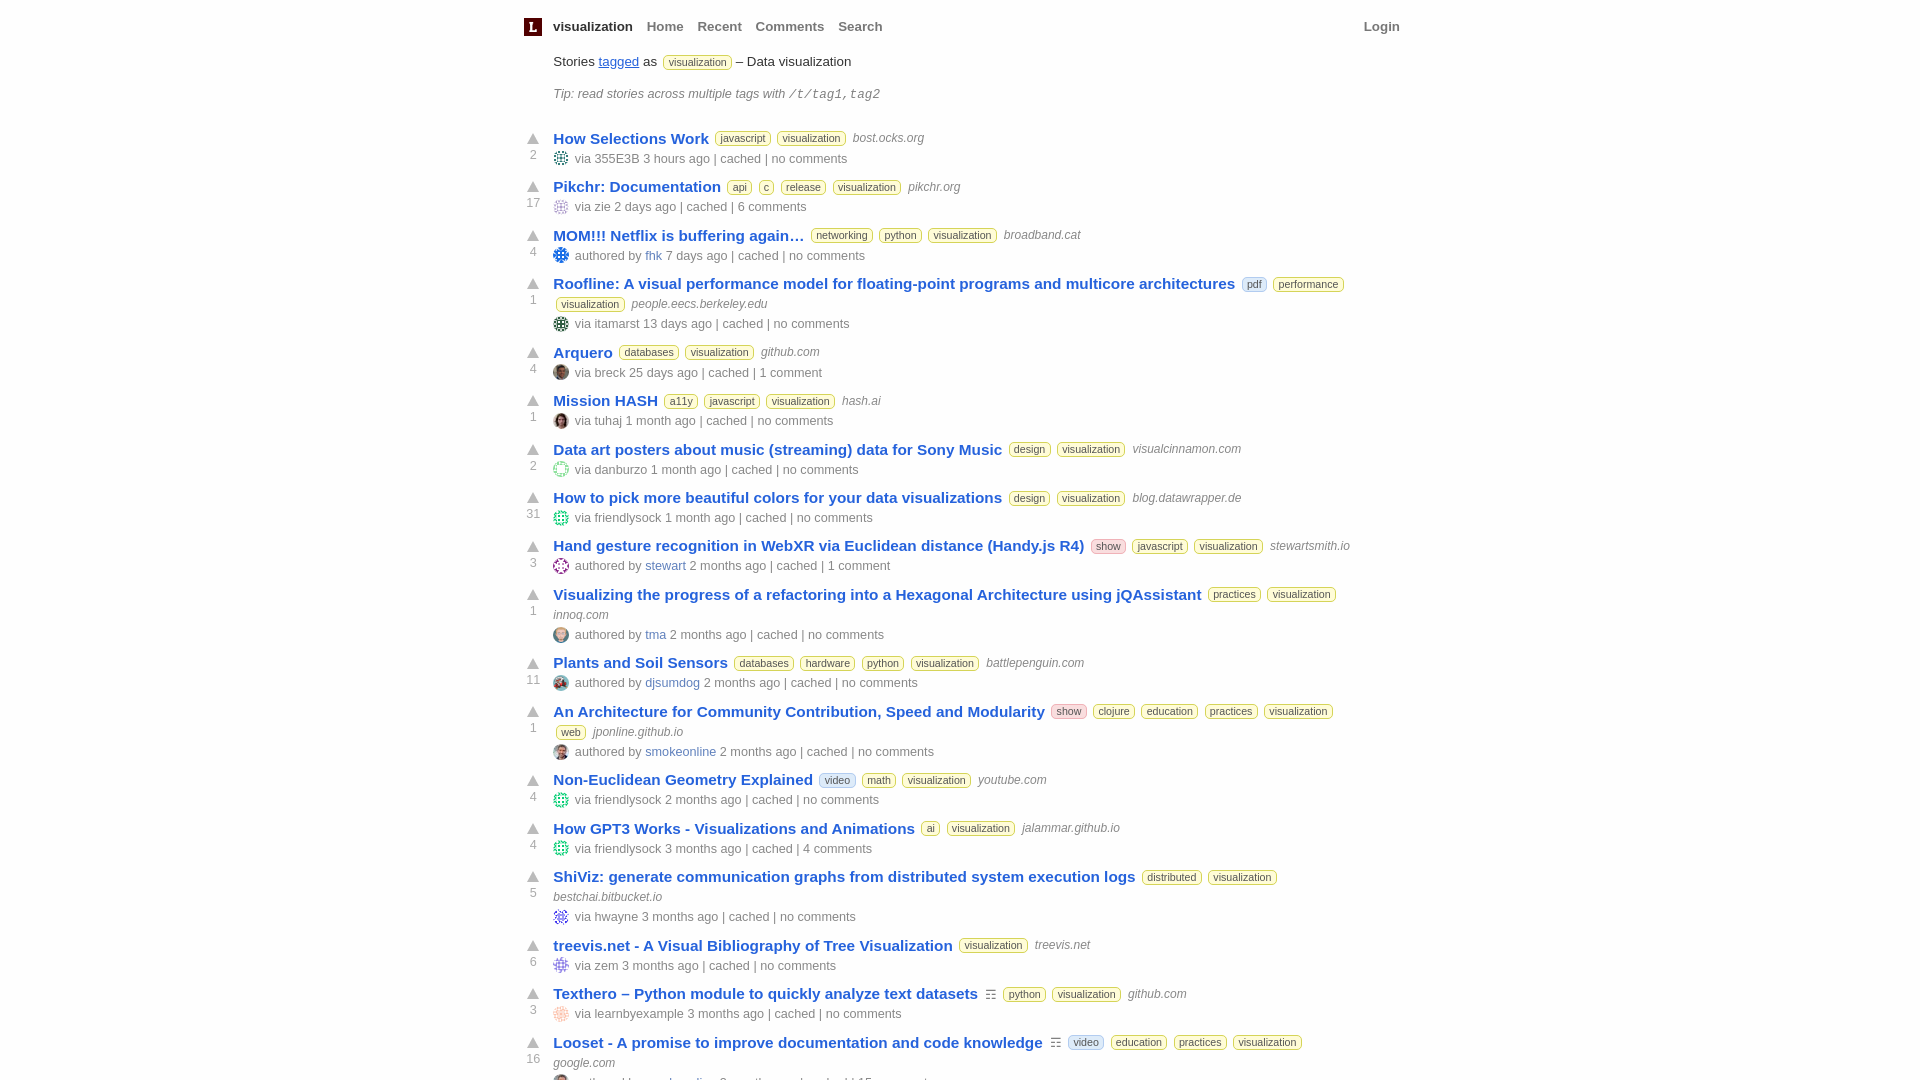 L visualization Home Recent Comments Search Login
Stories tagged as visualization – Data visualization
Tip: read stories across multiple tags with /t/tag1,tag2
How Selections Work javascript visualization bost.ocks.org
2 via 355E3B 3 hours ago | cached | no comments
Pikchr: Documentation api c release visualization pikchr.org
17 via zie 2 days ago | cached | 6 comments
MOM!!! Netflix is buffering again… networking python visualization broadband.cat
4 authored by fhk 7 days ago | cached | no comments
Roofline: A visual performance model for floating-point programs and multicore architectures pdf performance
1 visualization people.eecs.berkeley.edu
via itamarst 13 days ago | cached | no comments
Arquero databases visualization github.com
4 via breck 25 days ago | cached | 1 comment
Mission HASH a11y javascript visualization hash.ai
1 via tuhaj 1 month ago | cached | no comments
Data art posters about music (streaming) data for Sony Music design visualization visualcinnamon.com
2 via danburzo 1 month ago | cached | no comments
How to pick more beautiful colors for your data visualizations design visualization blog.datawrapper.de
31 via friendlysock 1 month ago | cached | no comments
Hand gesture recognition in WebXR via Euclidean distance (Handy.js R4) show javascript visualization stewartsmith.io
3 authored by stewart 2 months ago | cached | 1 comment
Visualizing the progress of a refactoring into a Hexagonal Architecture using jQAssistant practices visualization
1 innoq.com
authored by tma 2 months ago | cached | no comments
Plants and Soil Sensors databases hardware python visualization battlepenguin.com
11 authored by djsumdog 2 months ago | cached | no comments
An Architecture for Community Contribution, Speed and Modularity show clojure education practices visualization
1 web jponline.github.io
authored by smokeonline 2 months ago | cached | no comments
Non-Euclidean Geometry Explained video math visualization youtube.com
4 via friendlysock 2 months ago | cached | no comments
How GPT3 Works - Visualizations and Animations ai visualization jalammar.github.io
4 via friendlysock 3 months ago | cached | 4 comments
ShiViz: generate communication graphs from distributed system execution logs distributed visualization
5 bestchai.bitbucket.io
via hwayne 3 months ago | cached | no comments
treevis.net - A Visual Bibliography of Tree Visualization visualization treevis.net
6 via zem 3 months ago | cached | no comments
Texthero – Python module to quickly analyze text datasets ☶ python visualization github.com
3 via learnbyexample 3 months ago | cached | no comments
Looset - A promise to improve documentation and code knowledge ☶ video education practices visualization
16 google.com